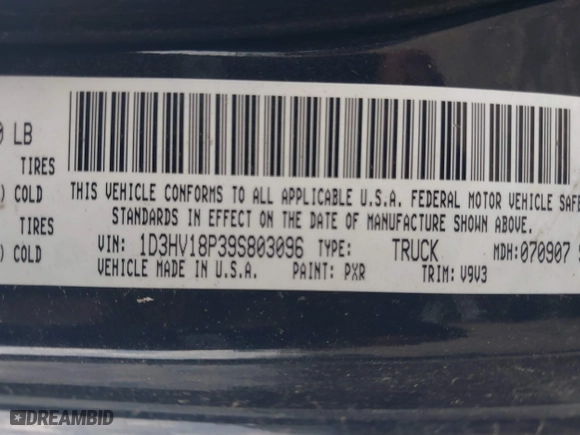 0 LB
TIRES
) COLD
TIRES
) COLD
THIS VEHICLE CONFORMS TO ALL APPLICABLE U.S.A. FEDERAL MOTOR VEHICLE SAFE
STANDARDS IN EFFECT ON THE DATE OF MANUFACTURE SHOWN ABOVE.
VIN: 1D3HV18P39S803096 TYPE: TRUCK MDH:070907
VEHICLE MADE IN U.S.A. PAINT: PXR TRIM: V9V3
DREAMBID